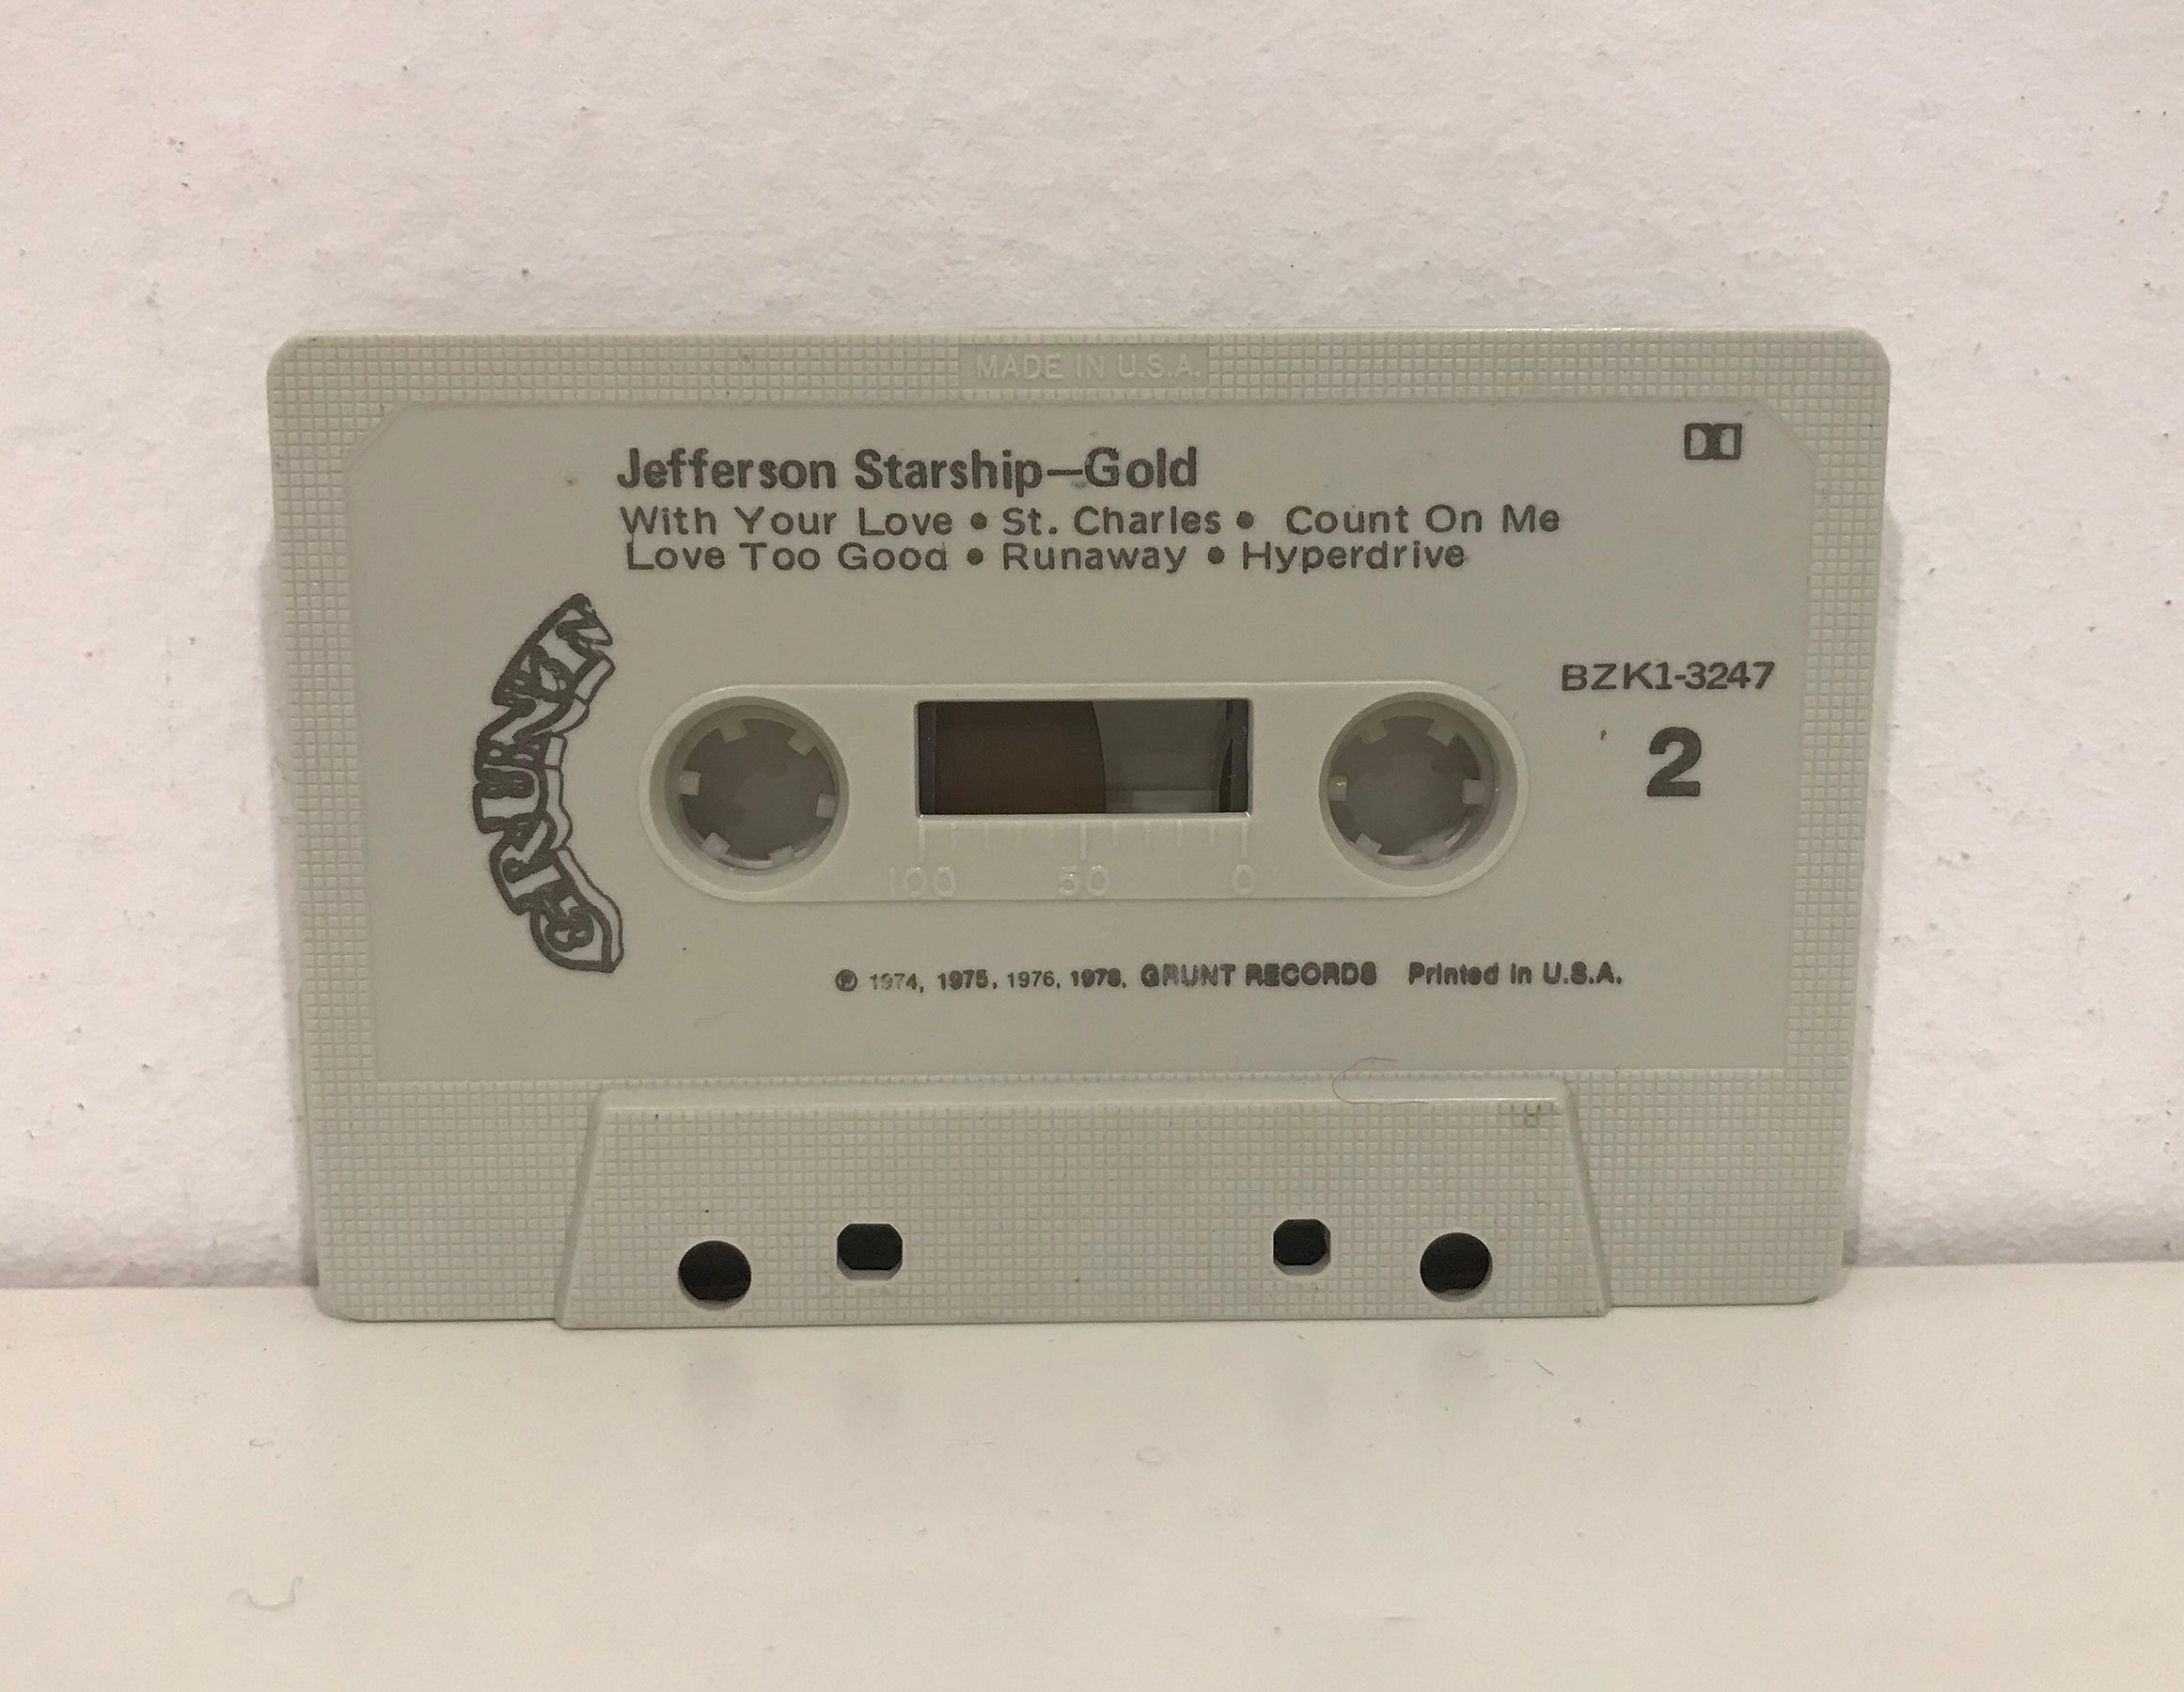 MADE IN U.S.A.
Jefferson Starship—Gold
With Your Love • St. Charles • Count On Me
Love Too Good • Runaway • Hyperdrive
GRUNT
BZK1-3247
2
100 50 0
℗ 1974, 1975, 1976, 1978, GRUNT RECORDS Printed in U.S.A.